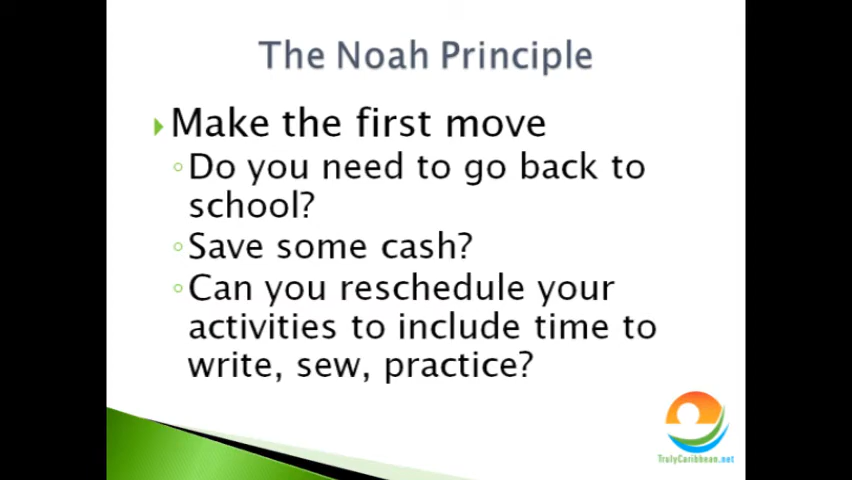 The Noah Principle
Make the first move
Do you need to go back to
school?
Save some cash?
Can you reschedule your
activities to include time to
write, sew, practice?
TrulyCaribbean.net